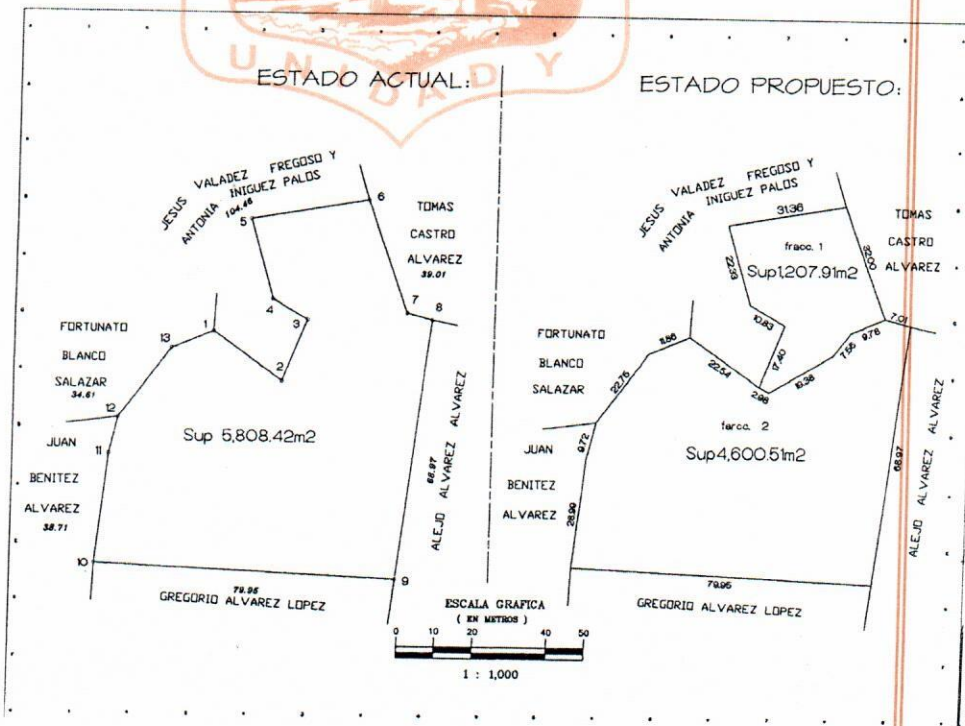 UNIDAD Y
ESTADO ACTUAL:
JESUS VALADEZ FREGOSO Y
ANTONIA INIGUEZ PALOS
104.46
5
6
TOMAS
CASTRO
ALVAREZ
39.01
4
3
7
8
1
13
2
FORTUNATO
BLANCO
SALAZAR
34.61
12
11
JUAN
BENITEZ
ALVAREZ
38.71
Sup 5,808.42m2
68.97
ALEJO ALVAREZ ALVAREZ
10
9
79.95
GREGORIO ALVAREZ LOPEZ
ESCALA GRAFICA
( EN METROS )
0 10 20 40 50
1 : 1,000
ESTADO PROPUESTO:
JESUS VALADEZ FREGOSO Y
ANTONIA INIGUEZ PALOS
31.36
TOMAS
CASTRO
ALVAREZ
fracc. 1
Sup1,207.91m2
22.33
32.00
10.83
17.40
7.01
9.76
7.55
19.36
2.98
22.54
11.86
22.75
FORTUNATO
BLANCO
SALAZAR
9.72
JUAN
BENITEZ
ALVAREZ
28.99
farcc. 2
Sup4,600.51m2
68.97
ALEJO ALVAREZ ALVAREZ
79.95
GREGORIO ALVAREZ LOPEZ